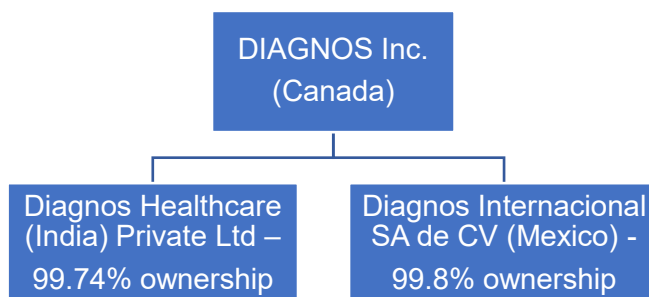 DIAGNOS Inc.
(Canada)
Diagnos Healthcare
(India) Private Ltd –
99.74% ownership
Diagnos Internacional
SA de CV (Mexico) -
99.8% ownership